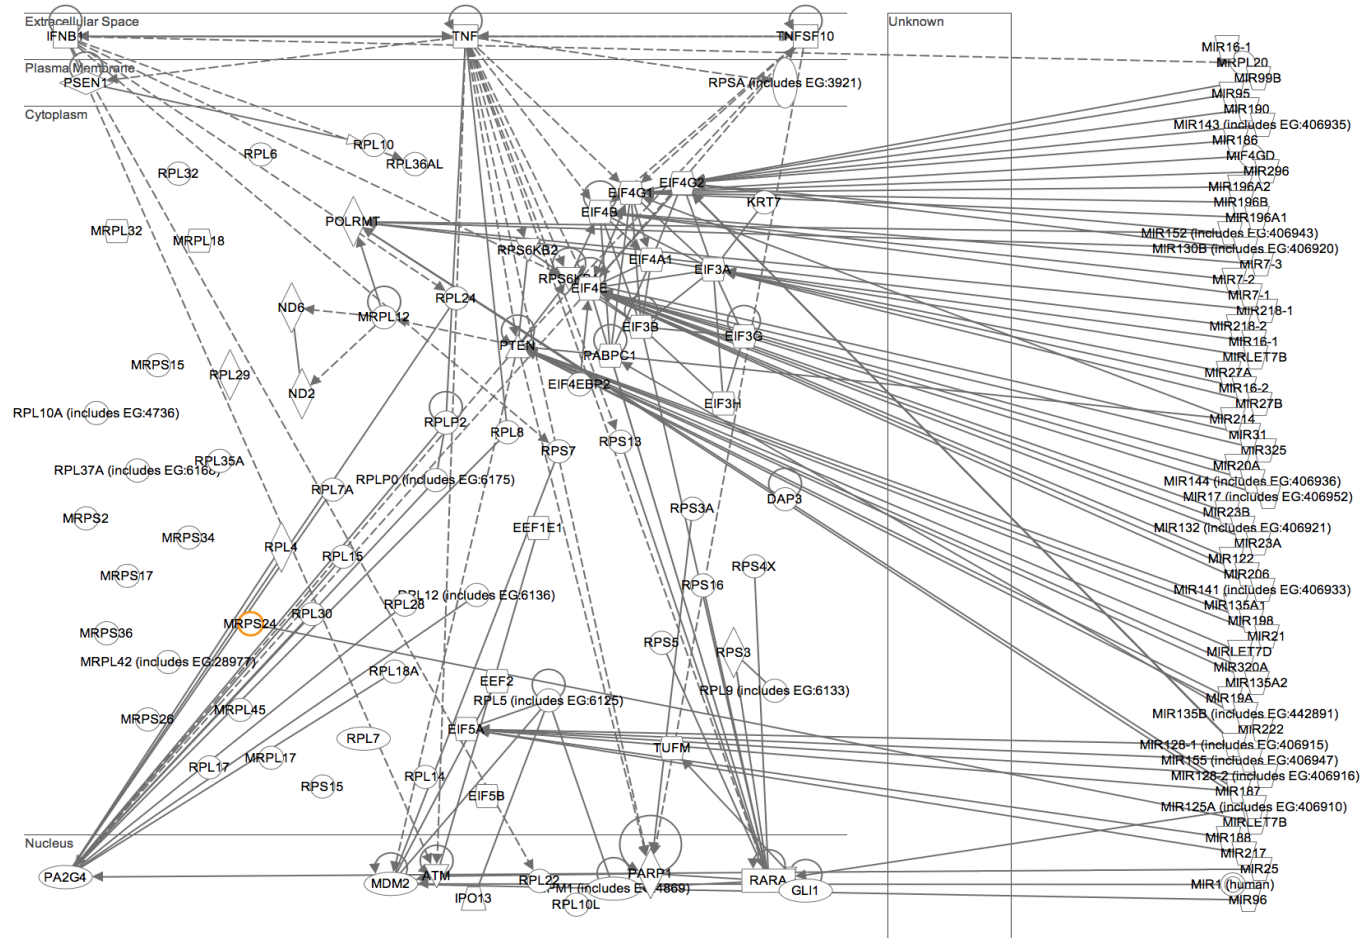 Extracellular Space
Unknown
IFNB1
TNF
TNFSF10
Plasma Membrane
PSEN1
RPSA (includes EG:3921)
Cytoplasm
RPL10
RPL36AL
RPL6
RPL32
EIF4G1
EIF4G2
KRT7
EIF4B
POLRMT
MRPL32
MRPL18
RPS6KB2
EIF4A1
EIF3A
EIF4E
RPL24
ND6
MRPL12
EIF3B
EIF3G
PTEN
PABPC1
MRPS15
RPL29
EIF4EBP2
ND2
EIF3H
RPL10A (includes EG:4736)
RPLP2
RPL8
RPS13
RPS7
RPL35A
RPL37A (includes EG:
RPLP0 (includes EG:6175)
RPL7A
DAP3
RPS3A
MRPS2
EEF1E1
MRPS34
RPL4
RPL15
MRPS17
RPS4X
RPS16
RPL12 (includes EG:6136)
RPL28
RPL30
MRPS24
MRPS36
RPS5
RPS3
MRPL42 (includes EG:28977)
RPL18A
EEF2
RPL9 (includes EG:6133)
RPL5 (includes EG:6125)
MRPS26
MRPL45
EIF5A
RPL7
TUFM
MRPL17
RPL17
RPL14
RPS15
EIF5B
Nucleus
PA2G4
MDM2
ATM
RPL22
PARP1
RARA
GLI1
IPO13
RPL10L
MIR16-1
MRPL20
MIR99B
MIR95
MIR190
MIR143 (includes EG:406935)
MIR186
MIF4GD
MIR296
MIR196A2
MIR196B
MIR196A1
MIR152 (includes EG:406943)
MIR130B (includes EG:406920)
MIR7-3
MIR7-2
MIR7-1
MIR218-1
MIR218-2
MIR16-1
MIRLET7B
MIR27A
MIR16-2
MIR27B
MIR214
MIR31
MIR325
MIR20A
MIR144 (includes EG:406936)
MIR17 (includes EG:406952)
MIR23B
MIR132 (includes EG:406921)
MIR23A
MIR122
MIR206
MIR141 (includes EG:406933)
MIR135A1
MIR198
MIR21
MIRLET7D
MIR320A
MIR135A2
MIR19A
MIR135B (includes EG:442891)
MIR222
MIR128-1 (includes EG:406915)
MIR155 (includes EG:406947)
MIR128-2 (includes EG:406916)
MIR187
MIR125A (includes EG:406910)
MIRLET7B
MIR188
MIR217
MIR25
MIR1 (human)
MIR96